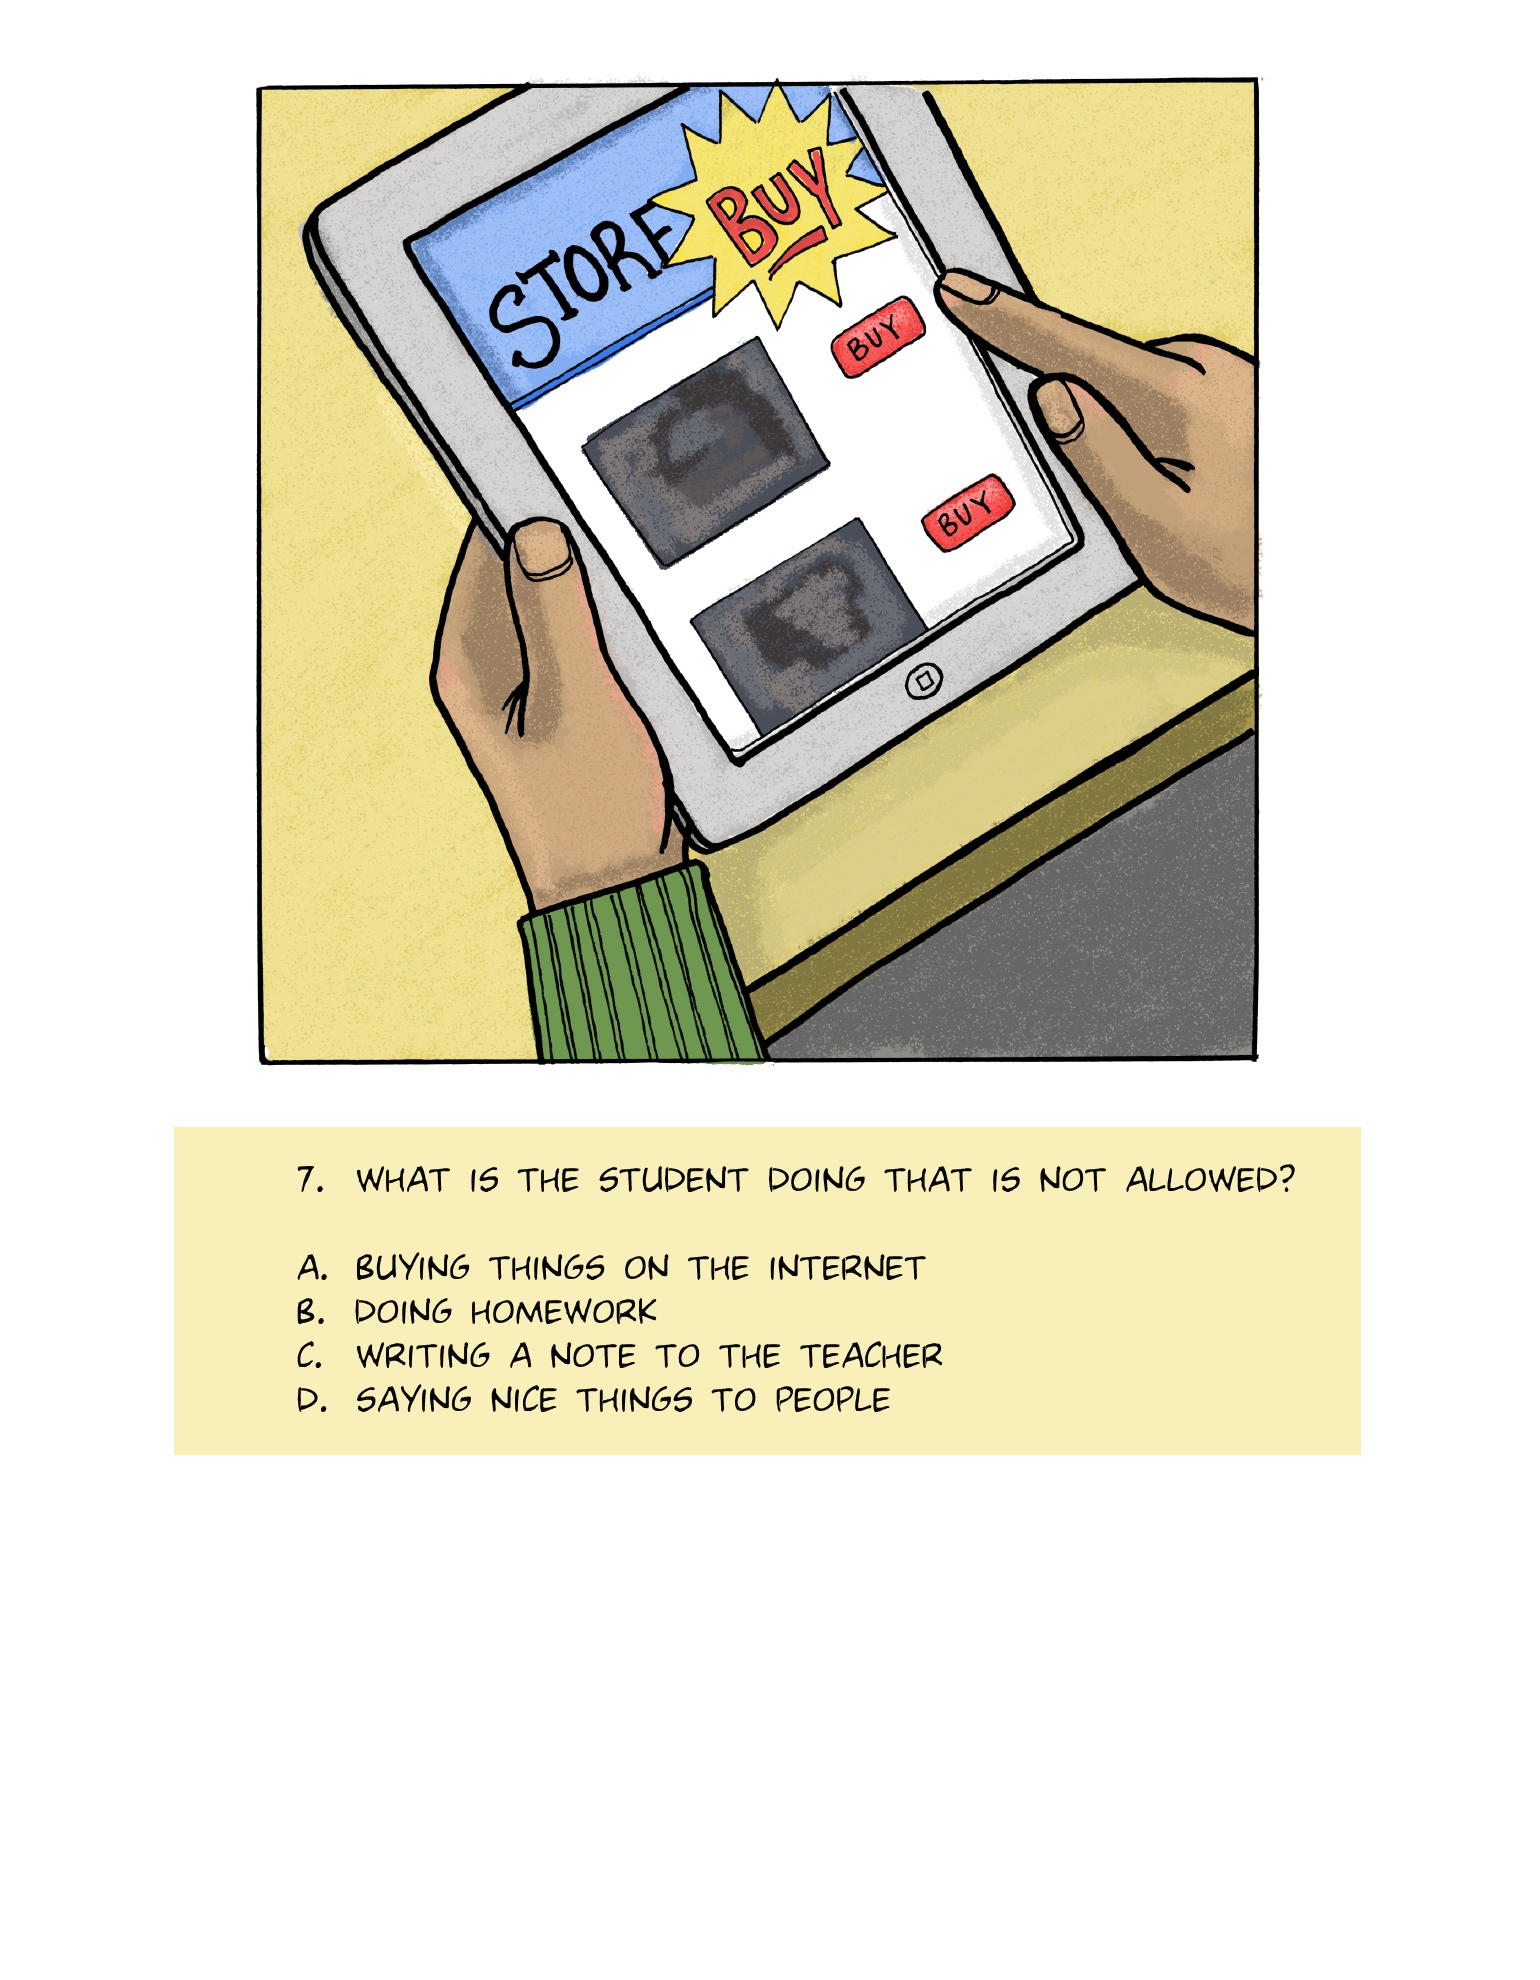 STORE
BUY
BUY
BUY
7. WHAT IS THE STUDENT DOING THAT IS NOT ALLOWED?
A. BUYING THINGS ON THE INTERNET
B. DOING HOMEWORK
C. WRITING A NOTE TO THE TEACHER
D. SAYING NICE THINGS TO PEOPLE